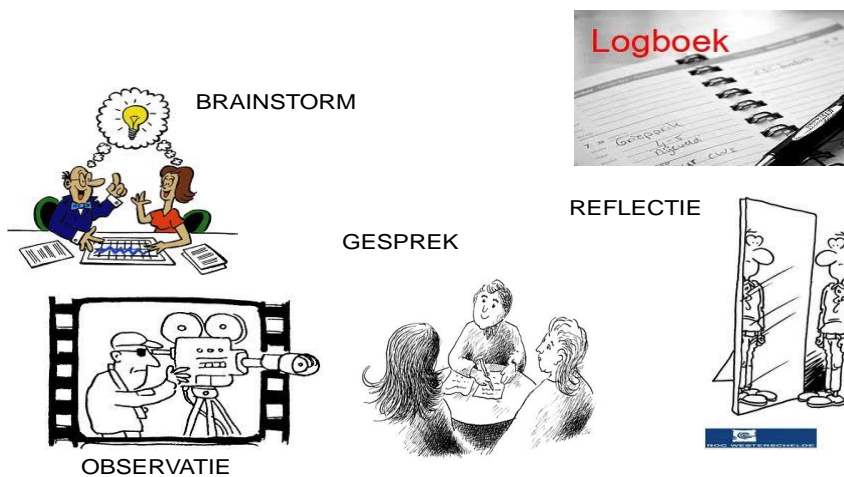 Logboek
BRAINSTORM
REFLECTIE
GESPREK
OBSERVATIE
ROC WESTERSCHELDE